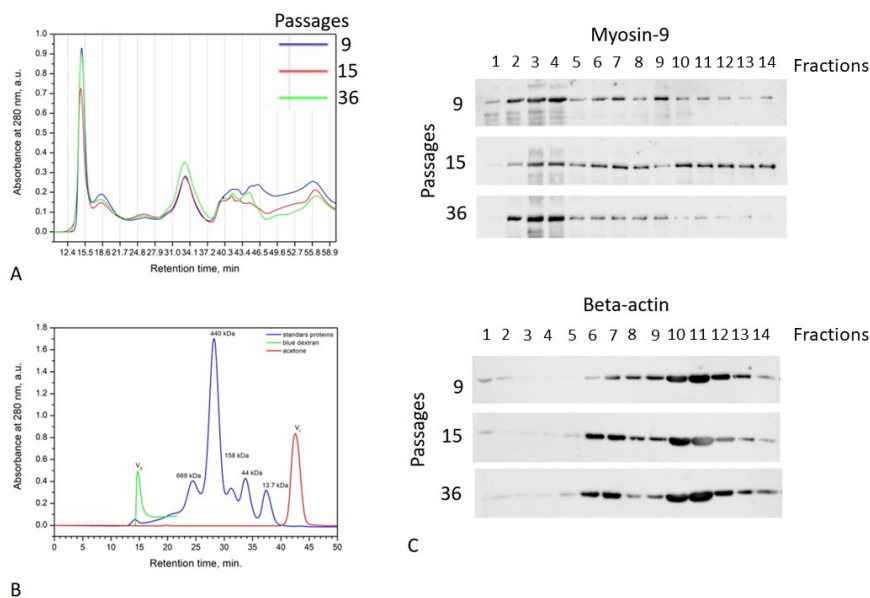 Passages
9
15
36
1.0
0.9
0.8
0.7
0.6
0.5
0.4
0.3
0.2
0.1
0.0
Absorbance at 280 nm, a.u.
12.4 15.5 18.6 21.7 24.8 27.9 31.0 34.1 37.2 40.3 43.4 46.5 49.6 52.7 55.8 58.9
Retention time, min
A
Myosin-9
1 2 3 4 5 6 7 8 9 10 11 12 13 14 Fractions
Passages
9
15
36
1.8
1.6
1.4
1.2
1.0
0.8
0.6
0.4
0.2
0.0
Absorbance at 280 nm, a.u.
440 kDa
standars proteins
blue dextran
acetone
V0
669 kDa
158 kDa
44 kDa
13.7 kDa
Vt
0 5 10 15 20 25 30 35 40 45 50
Retention time, min.
B
Beta-actin
1 2 3 4 5 6 7 8 9 10 11 12 13 14 Fractions
Passages
9
15
36
C